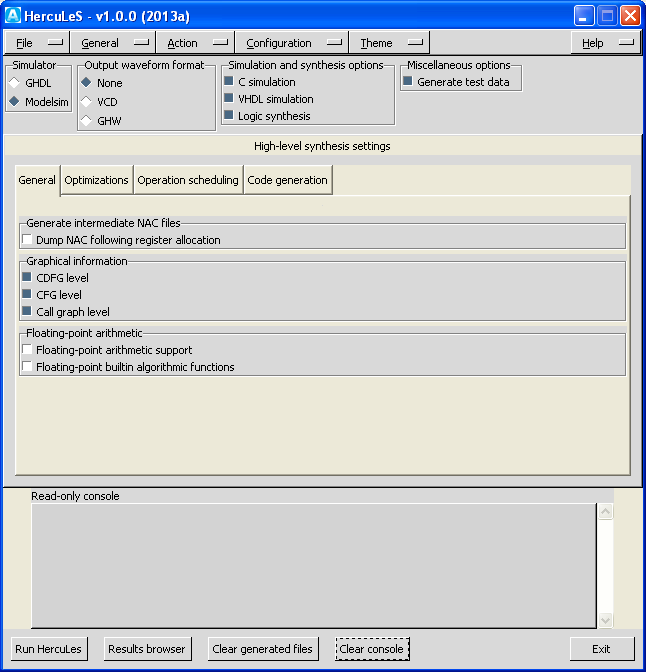 HercuLeS - v1.0.0 (2013a)
File General Action Configuration Theme Help
Simulator
GHDL
Modelsim
Output waveform format
None
VCD
GHW
Simulation and synthesis options
C simulation
VHDL simulation
Logic synthesis
Miscellaneous options
Generate test data
High-level synthesis settings
General Optimizations Operation scheduling Code generation
Generate intermediate NAC files
Dump NAC following register allocation
Graphical information
CDFG level
CFG level
Call graph level
Floating-point arithmetic
Floating-point arithmetic support
Floating-point builtin algorithmic functions
Read-only console
Run HercuLes Results browser Clear generated files Clear console Exit